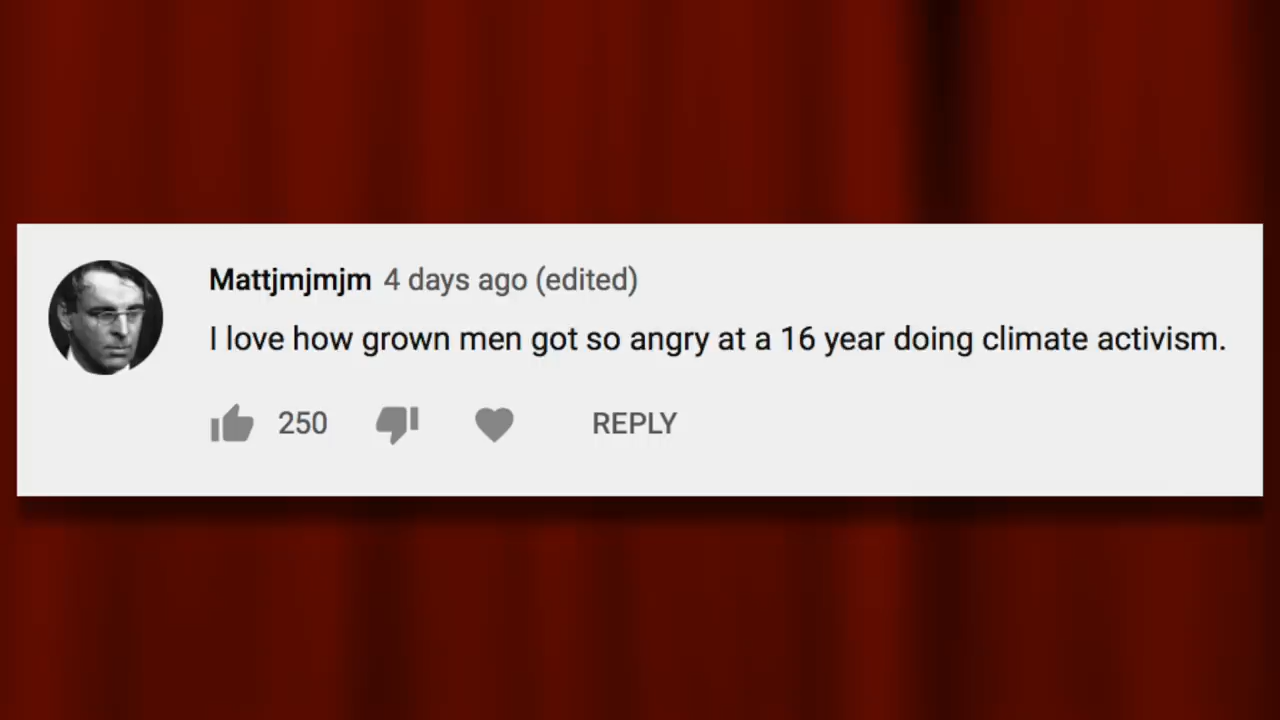 Mattjmjmjm 4 days ago (edited)
I love how grown men got so angry at a 16 year doing climate activism.
250 REPLY